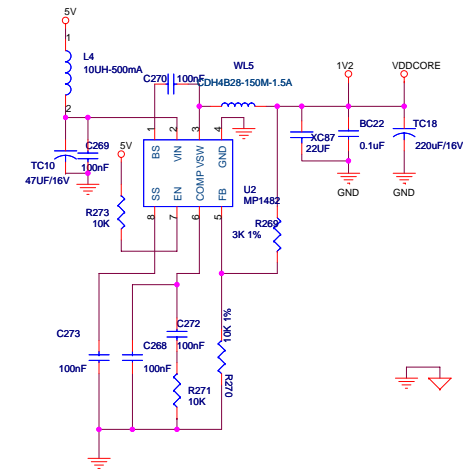 5V
1
L4
10UH-500mA
2
C270
100nF
WL5
CDH4B28-150M-1.5A
1V2
VDDCORE
XC87
22UF
BC22
0.1uF
TC18
220uF/16V
GND
GND
TC10
47UF/16V
C269
100nF
5V
1
2
3
4
BS
VIN
VSW
GND
SS
EN
COMP
FB
8
7
6
5
U2
MP1482
R273
10K
R269
3K 1%
C273
100nF
C268
100nF
C272
100nF
R271
10K
10K 1%
R270